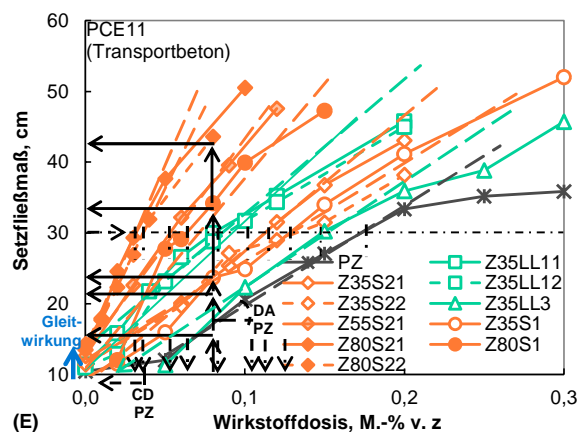 PCE11
(Transportbeton)
Setzfließmaß, cm
60
50
40
30
20
10
Gleit-
wirkung
DA
PZ
CD
PZ
PZ
Z35LL11
Z35S21
Z35LL12
Z35S22
Z35LL3
Z55S21
Z35S1
Z80S21
Z80S1
Z80S22
0,0
0,1
0,2
0,3
(E)
Wirkstoffdosis, M.-% v. z